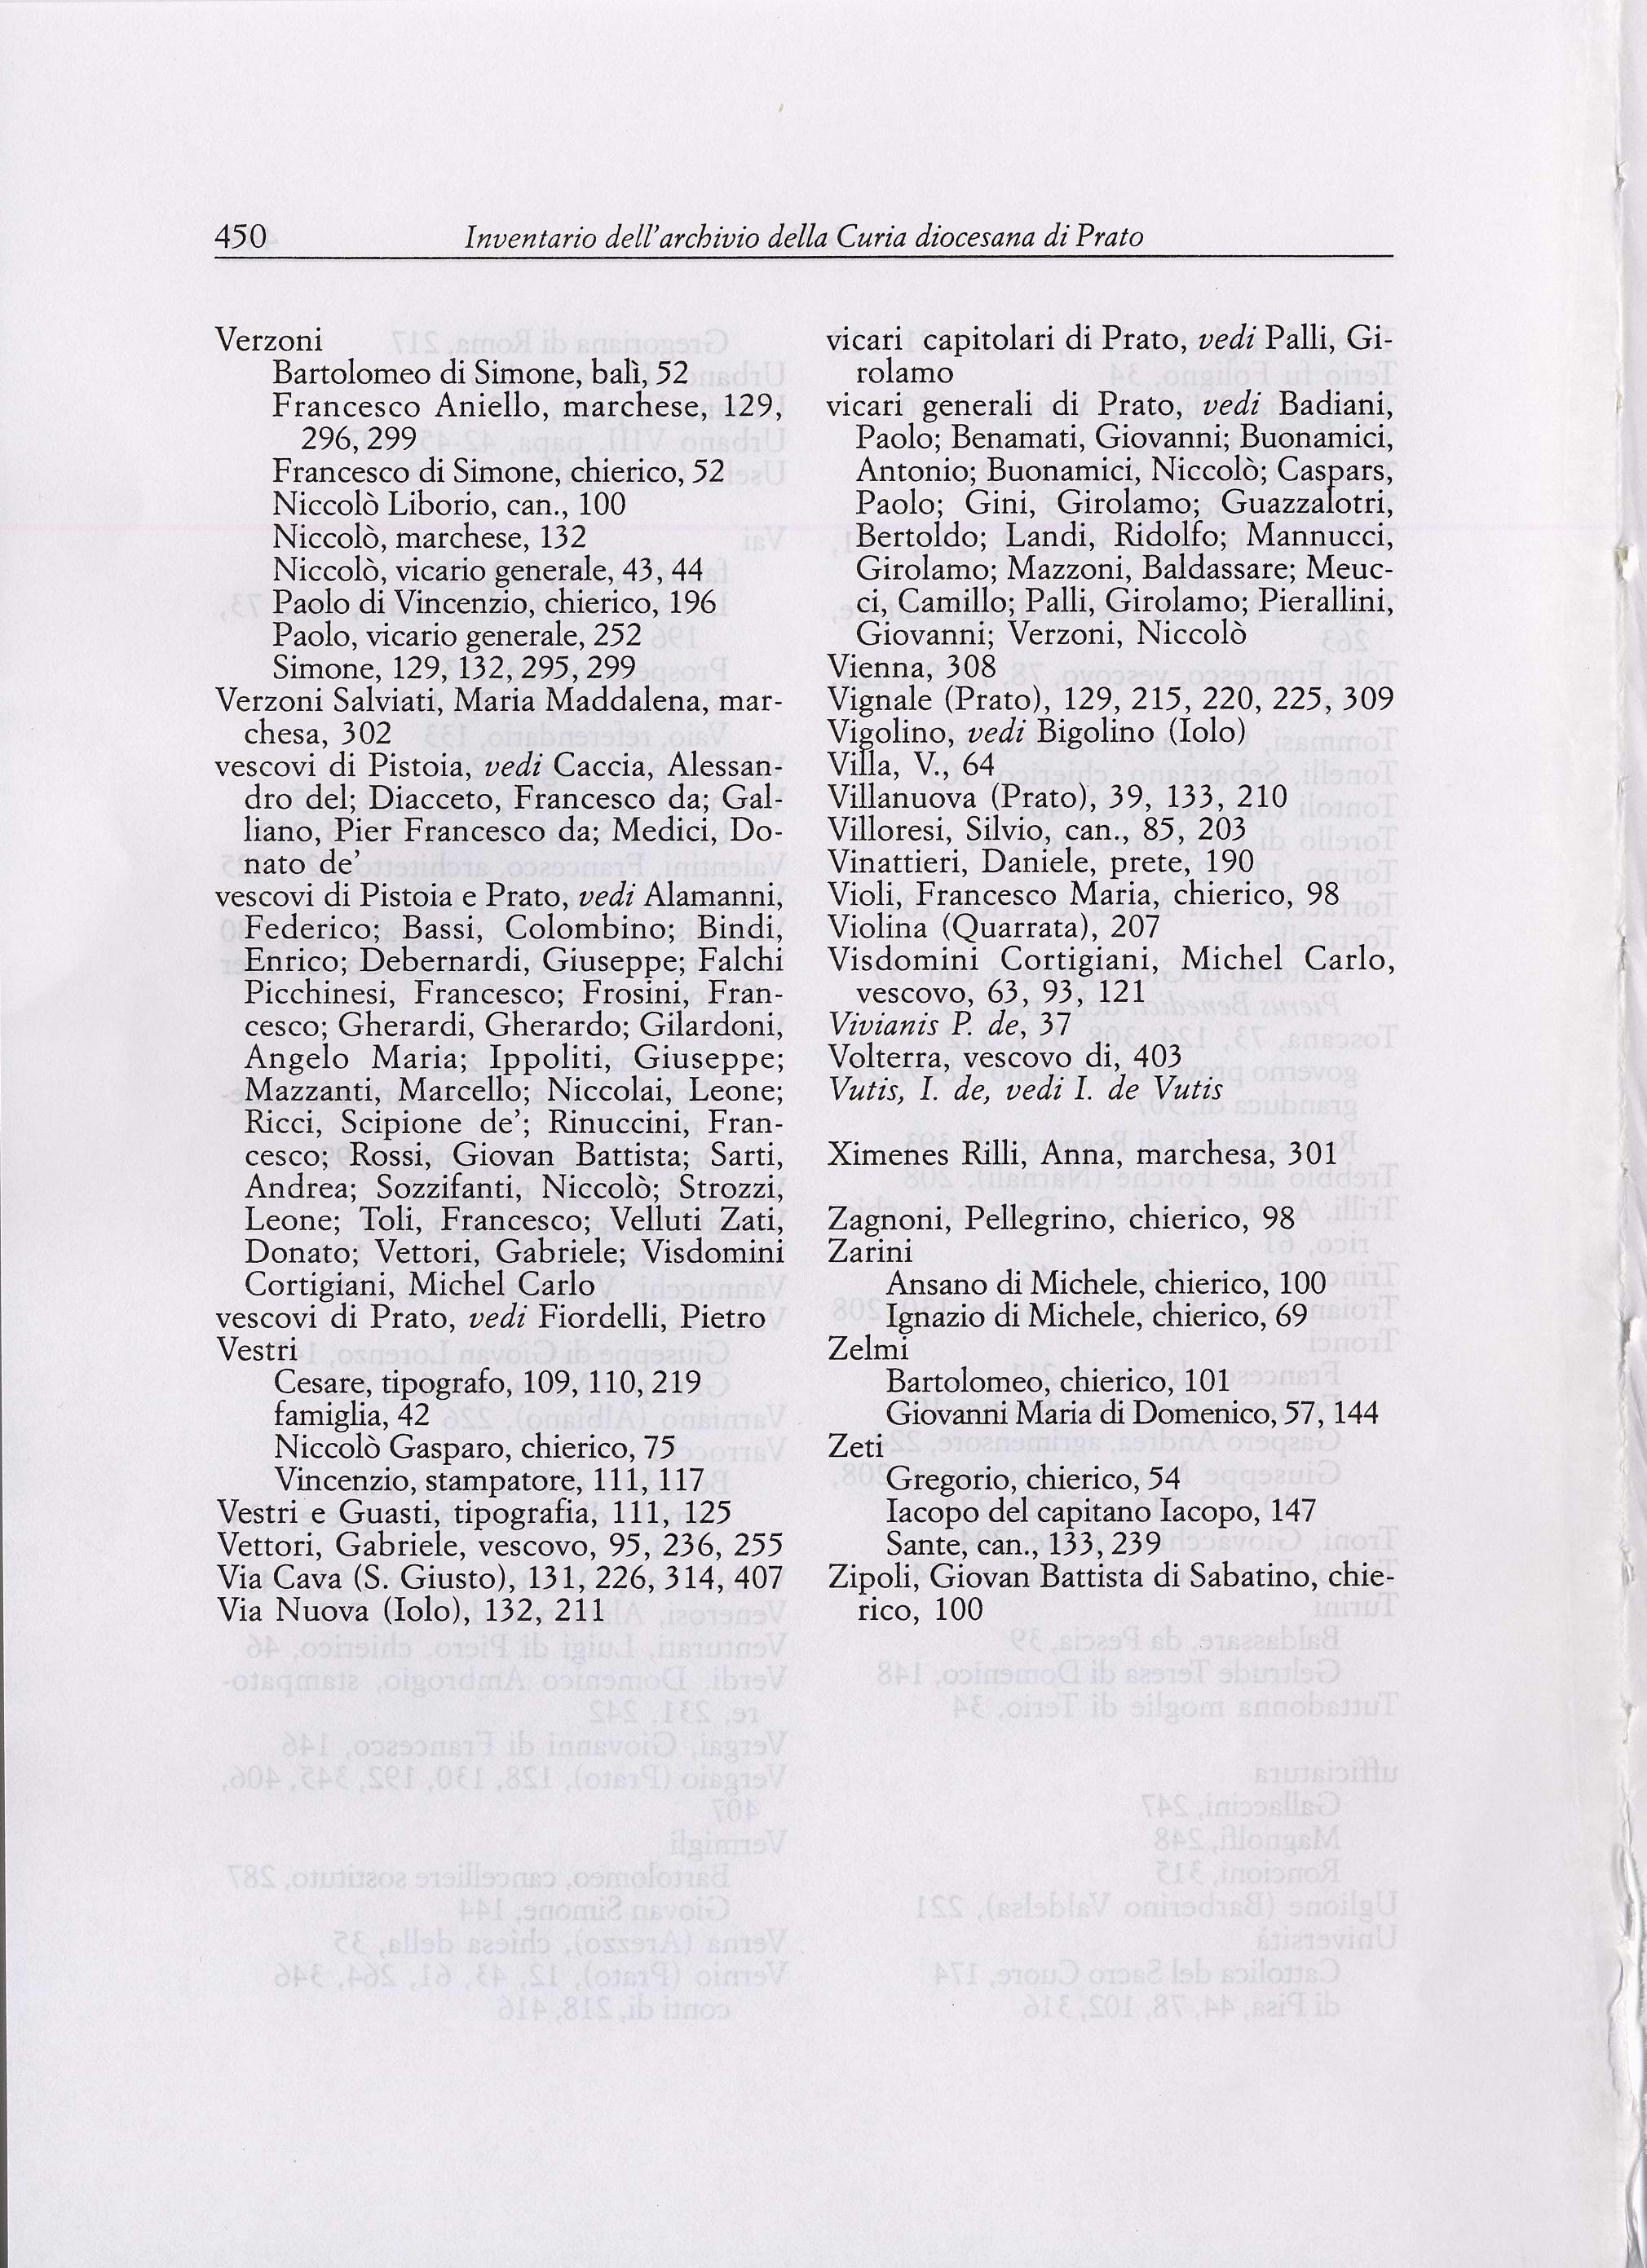 450 Inventario dell'archivio della Curia diocesana di Prato
Verzoni
Bartolomeo di Simone, balì, 52
Francesco Aniello, marchese, 129,
296, 299
Francesco di Simone, chierico, 52
Niccolò Liborio, can., 100
Niccolò, marchese, 132
Niccolò, vicario generale, 43, 44
Paolo di Vincenzio, chierico, 196
Paolo, vicario generale, 252
Simone, 129, 132, 295, 299
Verzoni Salviati, Maria Maddalena, mar-
chesa, 302
vescovi di Pistoia, vedi Caccia, Alessan-
dro del; Diacceto, Francesco da; Gal-
liano, Pier Francesco da; Medici, Do-
nato de'
vescovi di Pistoia e Prato, vedi Alamanni,
Federico; Bassi, Colombino; Bindi,
Enrico; Debernardi, Giuseppe; Falchi
Picchinesi, Francesco; Frosini, Fran-
cesco; Gherardi, Gherardo; Gilardoni,
Angelo Maria; Ippoliti, Giuseppe;
Mazzanti, Marcello; Niccolai, Leone;
Ricci, Scipione de'; Rinuccini, Fran-
cesco; Rossi, Giovan Battista; Sarti,
Andrea; Sozzifanti, Niccolò; Strozzi,
Leone; Toli, Francesco; Velluti Zati,
Donato; Vettori, Gabriele; Visdomini
Cortigiani, Michel Carlo
vescovi di Prato, vedi Fiordelli, Pietro
Vestri
Cesare, tipografo, 109, 110, 219
famiglia, 42
Niccolò Gasparo, chierico, 75
Vincenzio, stampatore, 111, 117
Vestri e Guasti, tipografia, 111, 125
Vettori, Gabriele, vescovo, 95, 236, 255
Via Cava (S. Giusto), 131, 226, 314, 407
Via Nuova (Iolo), 132, 211
vicari capitolari di Prato, vedi Palli, Gi-
rolamo
vicari generali di Prato, vedi Badiani,
Paolo; Benamati, Giovanni; Buonamici,
Antonio; Buonamici, Niccolò; Caspars,
Paolo; Gini, Girolamo; Guazzalotri,
Bertoldo; Landi, Ridolfo; Mannucci,
Girolamo; Mazzoni, Baldassare; Meuc-
ci, Camillo; Palli, Girolamo; Pierallini,
Giovanni; Verzoni, Niccolò
Vienna, 308
Vignale (Prato), 129, 215, 220, 225, 309
Vigolino, vedi Bigolino (Iolo)
Villa, V., 64
Villanuova (Prato), 39, 133, 210
Villoresi, Silvio, can., 85, 203
Vinattieri, Daniele, prete, 190
Violi, Francesco Maria, chierico, 98
Violina (Quarrata), 207
Visdomini Cortigiani, Michel Carlo,
vescovo, 63, 93, 121
Vivianis P. de, 37
Volterra, vescovo di, 403
Vutis, I. de, vedi I. de Vutis
Ximenes Rilli, Anna, marchesa, 301
Zagnoni, Pellegrino, chierico, 98
Zarini
Ansano di Michele, chierico, 100
Ignazio di Michele, chierico, 69
Zelmi
Bartolomeo, chierico, 101
Giovanni Maria di Domenico, 57, 144
Zeti
Gregorio, chierico, 54
Iacopo del capitano Iacopo, 147
Sante, can., 133, 239
Zipoli, Giovan Battista di Sabatino, chie-
rico, 100